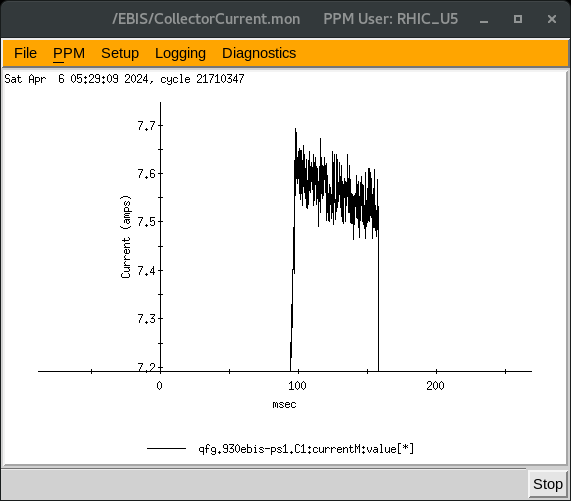 /EBIS/CollectorCurrent.mon PPM User: RHIC_U5
File PPM Setup Logging Diagnostics
Sat Apr 6 05:29:09 2024, cycle 21710347
7.7
7.6
7.5
7.4
7.3
7.2
Current (amps)
0 100 200
msec
qfg.930ebis-ps1.C1:currentM:value[*]
Stop